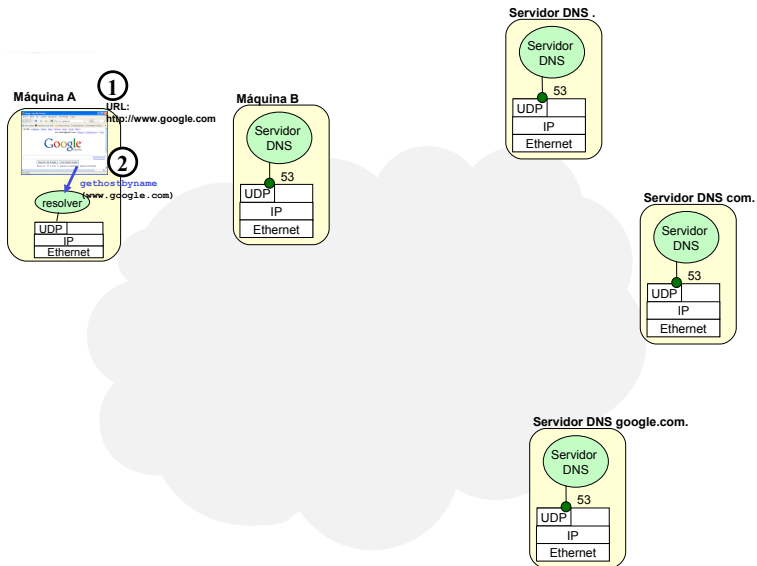 Servidor DNS .
Servidor
DNS
53
UDP
IP
Ethernet
Máquina A
1
URL:
http://www.google.com
Google
2
gethostbyname
(www.google.com)
resolver
UDP
IP
Ethernet
Máquina B
Servidor
DNS
53
UDP
IP
Ethernet
Servidor DNS com.
Servidor
DNS
53
UDP
IP
Ethernet
Servidor DNS google.com.
Servidor
DNS
53
UDP
IP
Ethernet